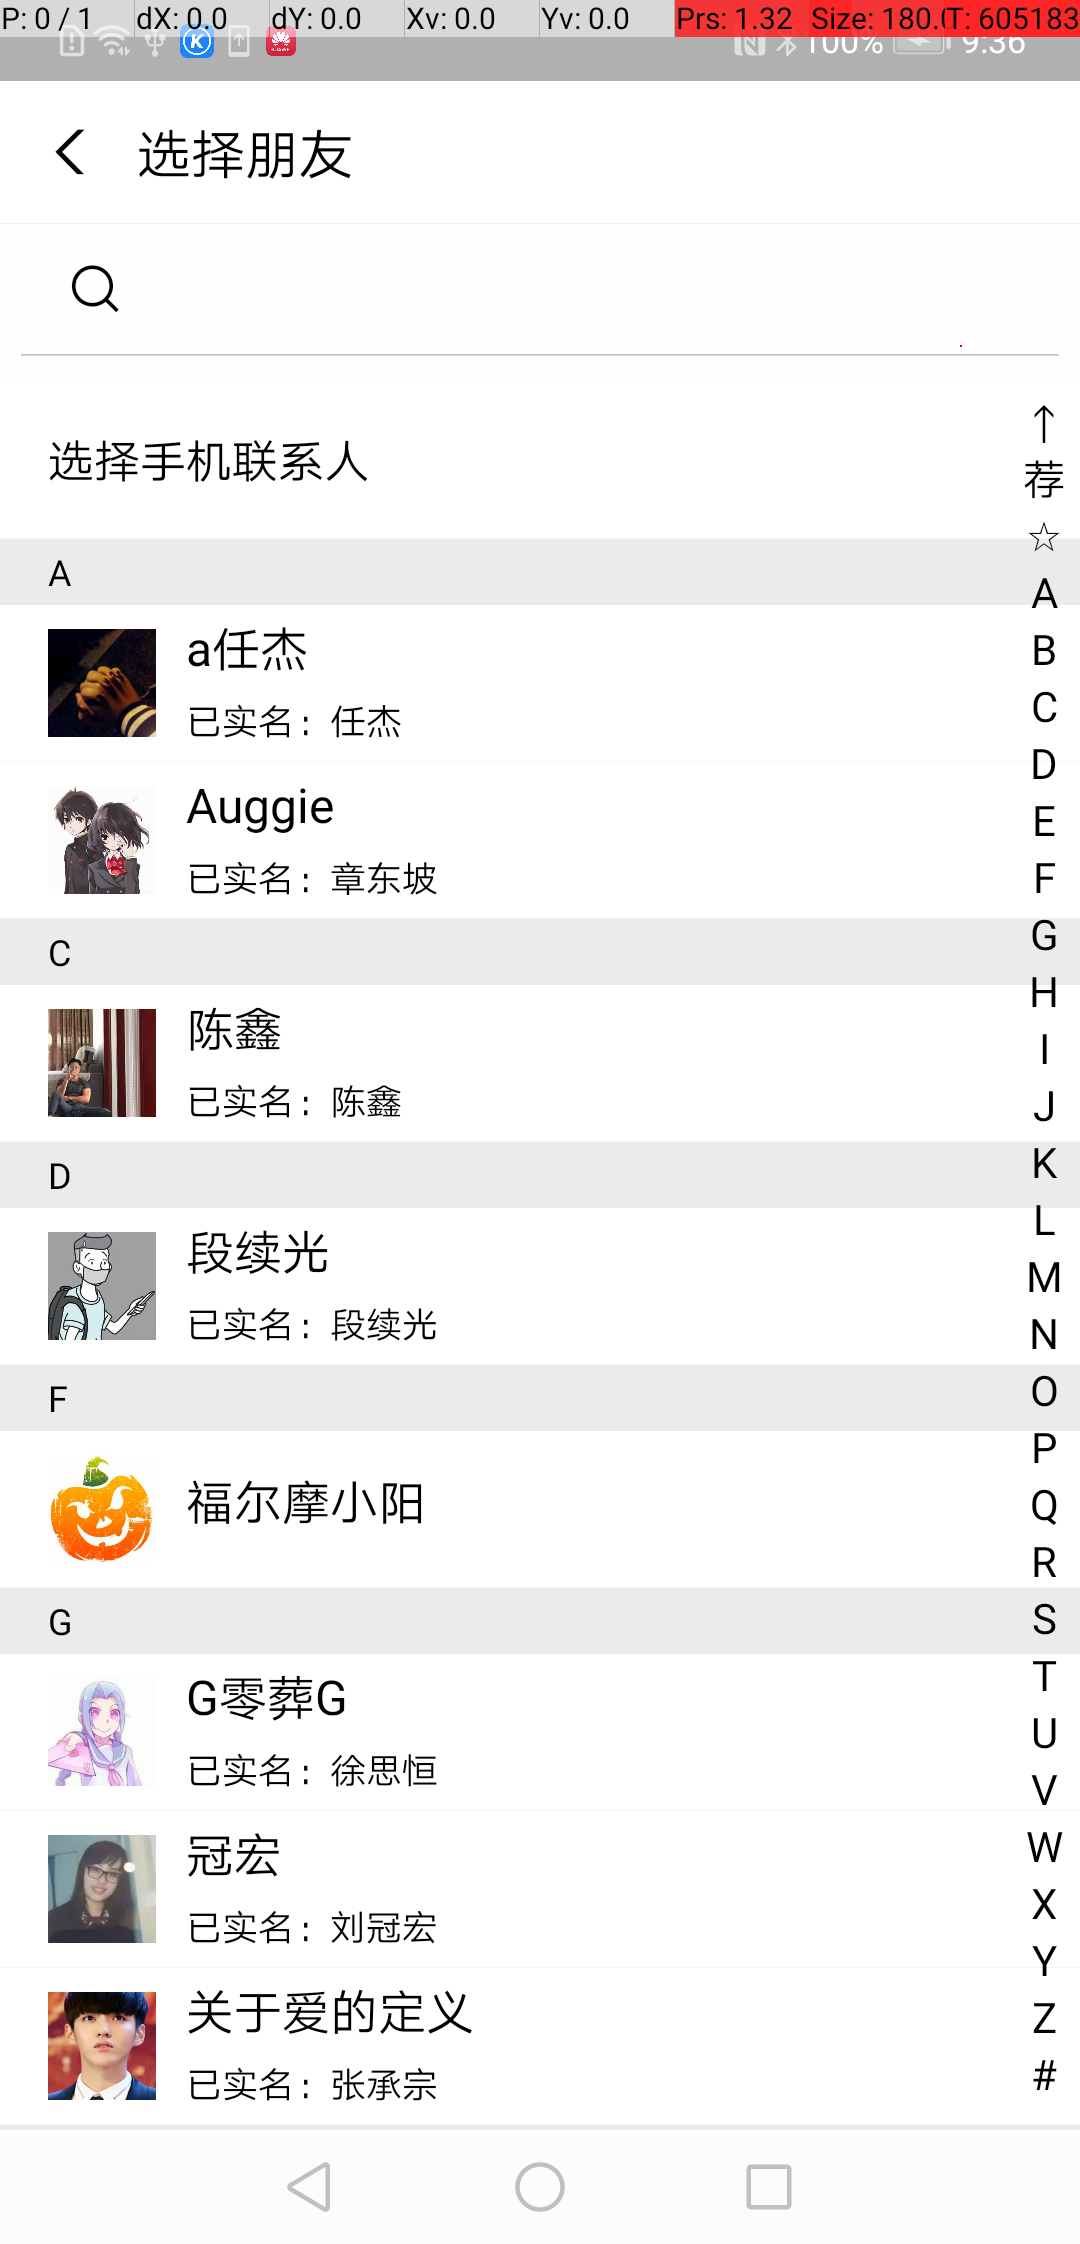 P: 0 / 1 dX: 0.0 dY: 0.0 Xv: 0.0 Yv: 0.0 Prs: 1.32 Size: 180.0 T: 605183
100% 9:36
选择朋友
选择手机联系人
↑
荐
☆
A
a任杰
已实名：任杰
Auggie
已实名：章东坡
C
陈鑫
已实名：陈鑫
D
段续光
已实名：段续光
F
福尔摩小阳
G
G零葬G
已实名：徐思恒
冠宏
已实名：刘冠宏
关于爱的定义
已实名：张承宗
A
B
C
D
E
F
G
H
I
J
K
L
M
N
O
P
Q
R
S
T
U
V
W
X
Y
Z
#